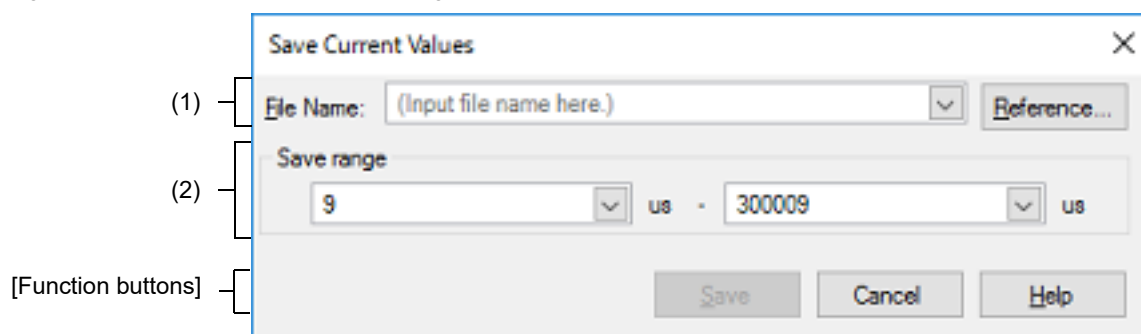 Save Current Values
(1) File Name: (Input file name here.) Reference...
Save range
(2) 9 us - 300009 us
[Function buttons] Save Cancel Help